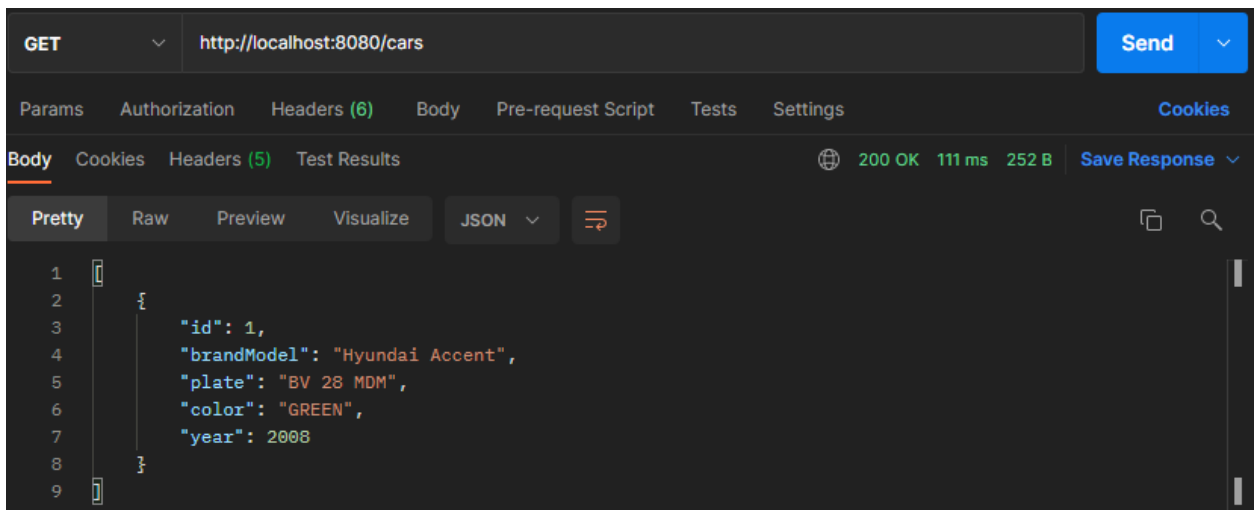 GET http://localhost:8080/cars Send
Params Authorization Headers (6) Body Pre-request Script Tests Settings Cookies
Body Cookies Headers (5) Test Results 200 OK 111 ms 252 B Save Response
Pretty Raw Preview Visualize JSON
1 [
2 {
3 "id": 1,
4 "brandModel": "Hyundai Accent",
5 "plate": "BV 28 MDM",
6 "color": "GREEN",
7 "year": 2008
8 }
9 ]